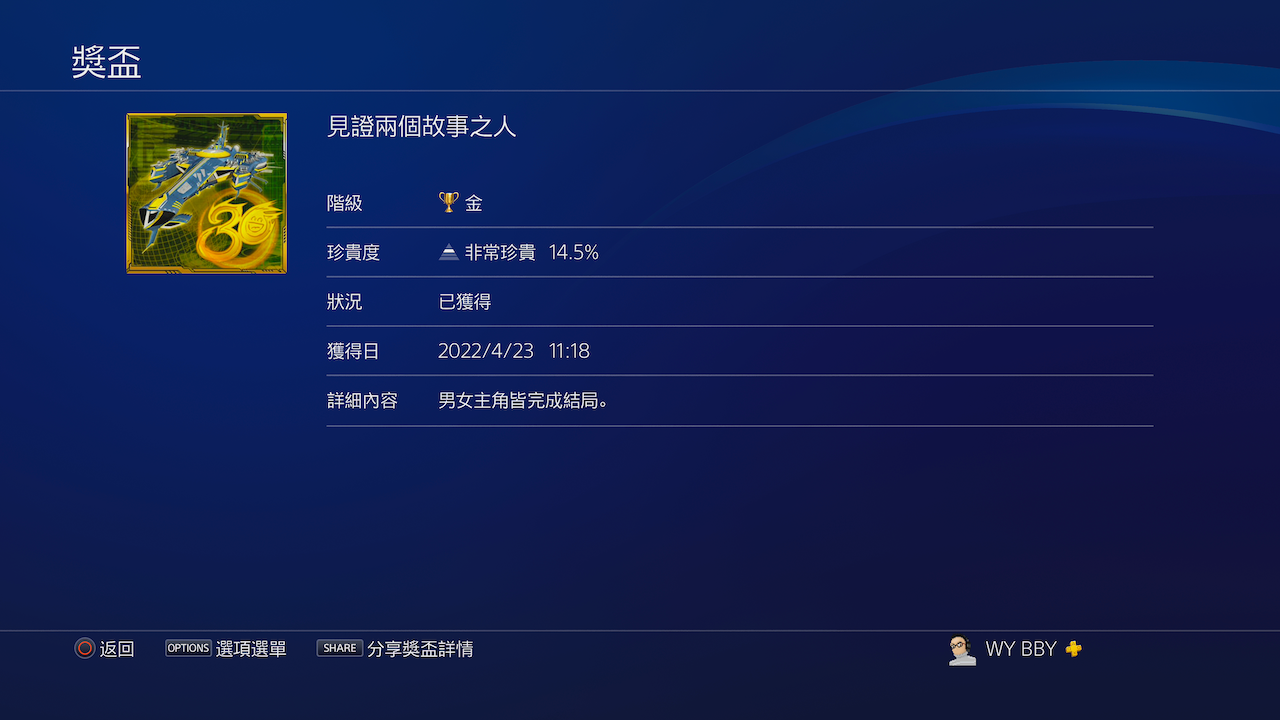 獎盃
見證兩個故事之人
階級 金
珍貴度 非常珍貴 14.5%
狀況 已獲得
獲得日 2022/4/23 11:18
詳細內容 男女主角皆完成結局。
30
返回 OPTIONS 選項選單 SHARE 分享獎盃詳情 WY BBY